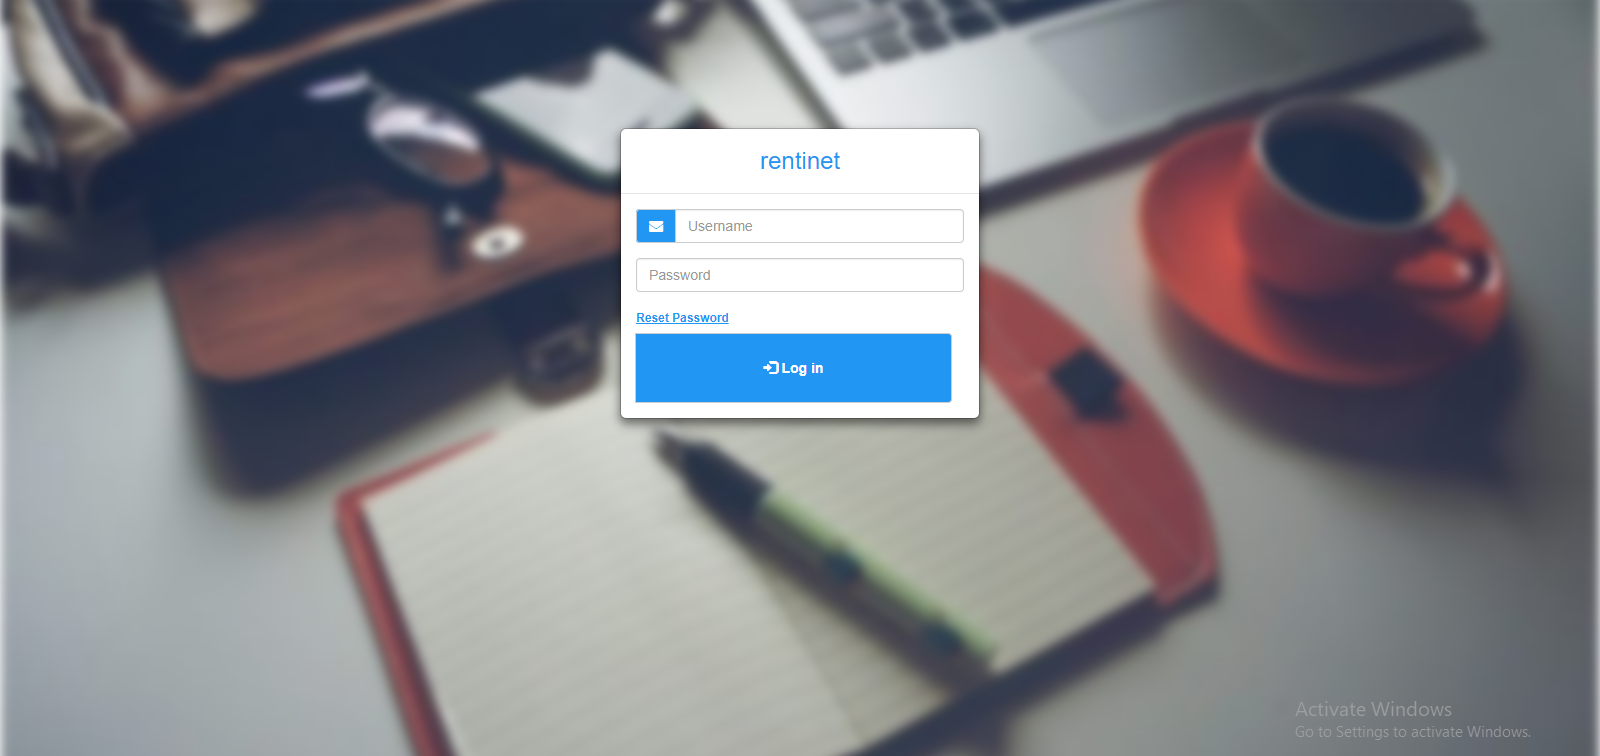 rentinet
Username
Password
Reset Password
Log in
Activate Windows
Go to Settings to activate Windows.